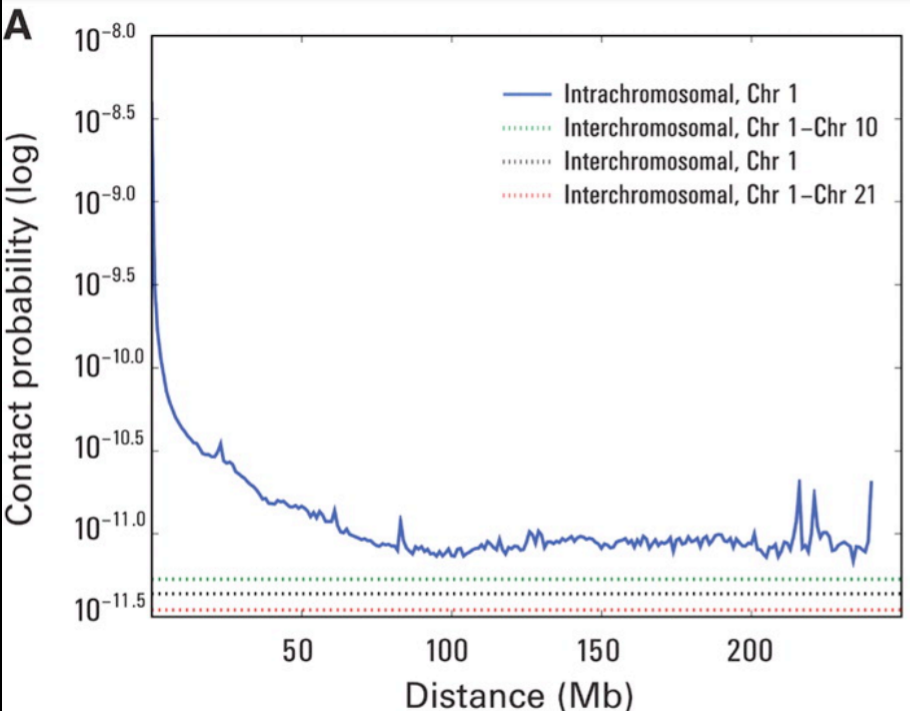 A
10^-8.0
10^-8.5
10^-9.0
10^-9.5
10^-10.0
10^-10.5
10^-11.0
10^-11.5
Contact probability (log)
Intrachromosomal, Chr 1
Interchromosomal, Chr 1–Chr 10
Interchromosomal, Chr 1
Interchromosomal, Chr 1–Chr 21
50 100 150 200
Distance (Mb)